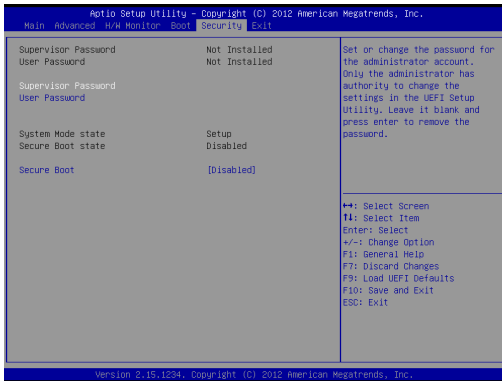 Aptio Setup Utility – Copyright (C) 2012 American Megatrends, Inc.
Main Advanced H/W Monitor Boot Security Exit
Supervisor Password Not Installed
User Password Not Installed
Supervisor Password
User Password
System Mode state Setup
Secure Boot state Disabled
Secure Boot [Disabled]
Set or change the password for
the administrator account.
Only the administrator has
authority to change the
settings in the UEFI Setup
Utility. Leave it blank and
press enter to remove the
password.
↔: Select Screen
↑↓: Select Item
Enter: Select
+/-: Change Option
F1: General Help
F7: Discard Changes
F9: Load UEFI Defaults
F10: Save and Exit
ESC: Exit
Version 2.15.1234. Copyright (C) 2012 American Megatrends, Inc.